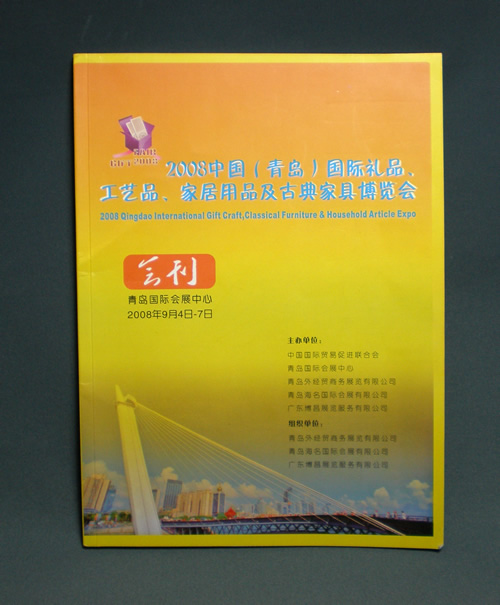 2008中国（青岛）国际礼品、
工艺品、家居用品及古典家具博览会
2008 Qingdao International Gift Craft,Classical Furniture & Household Article Expo
会刊
青岛国际会展中心
2008年9月4日-7日
主办单位：
中国国际贸易促进联合会
青岛国际会展中心
青岛外经贸商务展览有限公司
青岛海名国际会展有限公司
广东博昌展览服务有限公司
组织单位：
青岛外经贸商务展览有限公司
青岛海名国际会展有限公司
广东博昌展览服务有限公司